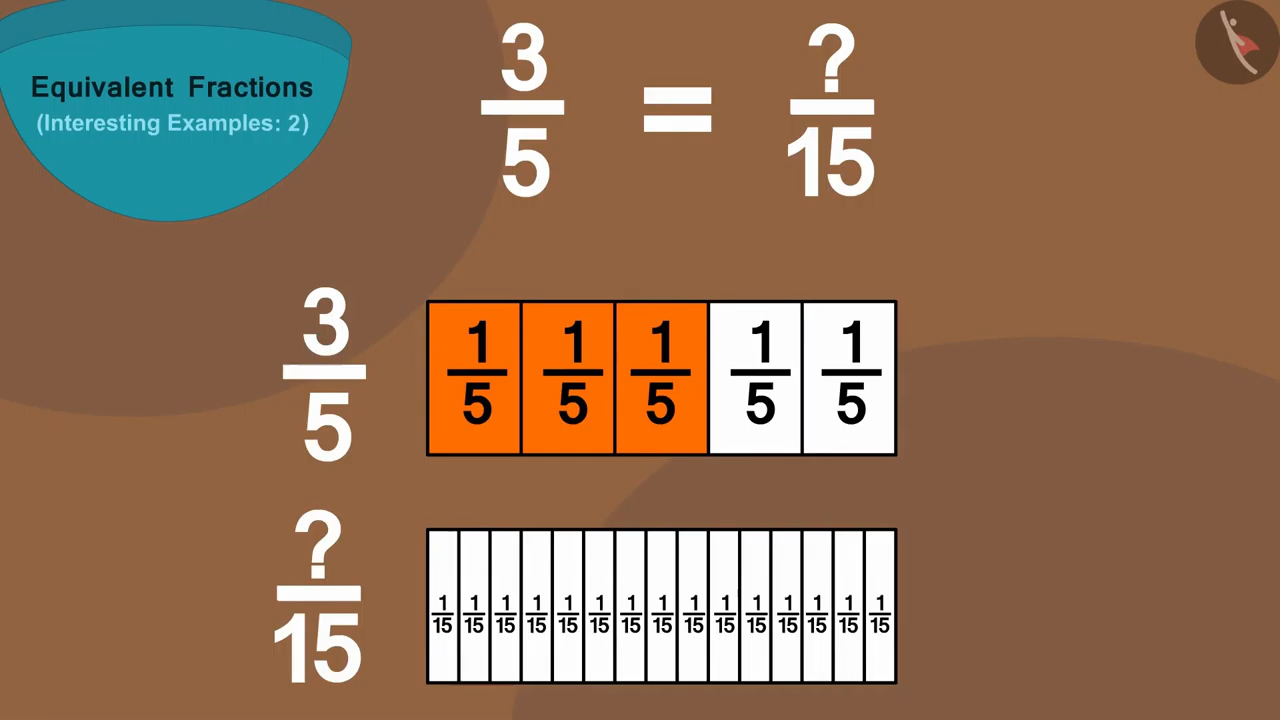 Equivalent Fractions
(Interesting Examples: 2)
3/5 = ?/15
3/5
1/5 1/5 1/5 1/5 1/5
?/15
1/15 1/15 1/15 1/15 1/15 1/15 1/15 1/15 1/15 1/15 1/15 1/15 1/15 1/15 1/15